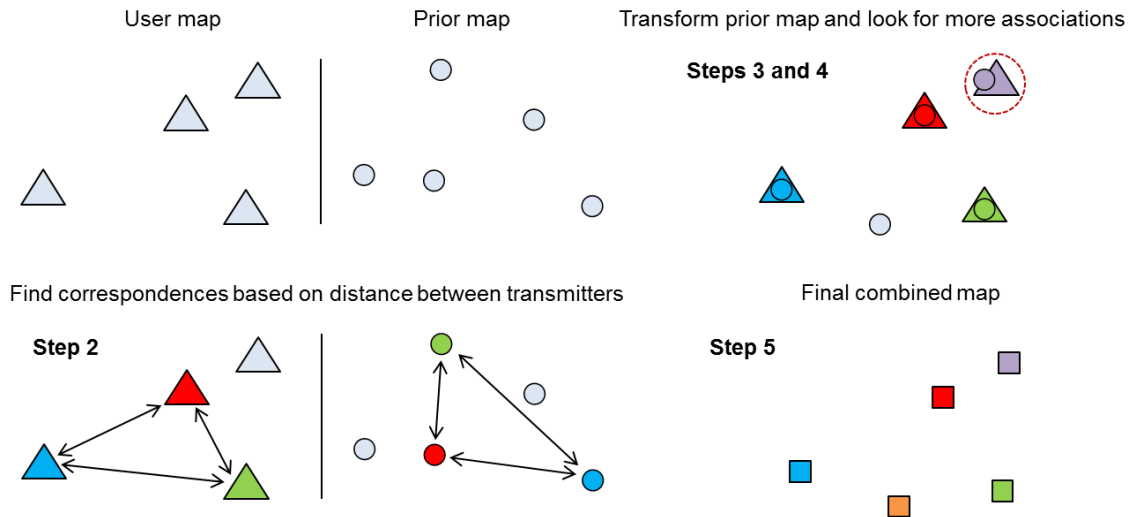 User map
Prior map
Transform prior map and look for more associations
Steps 3 and 4
Find correspondences based on distance between transmitters
Final combined map
Step 2
Step 5